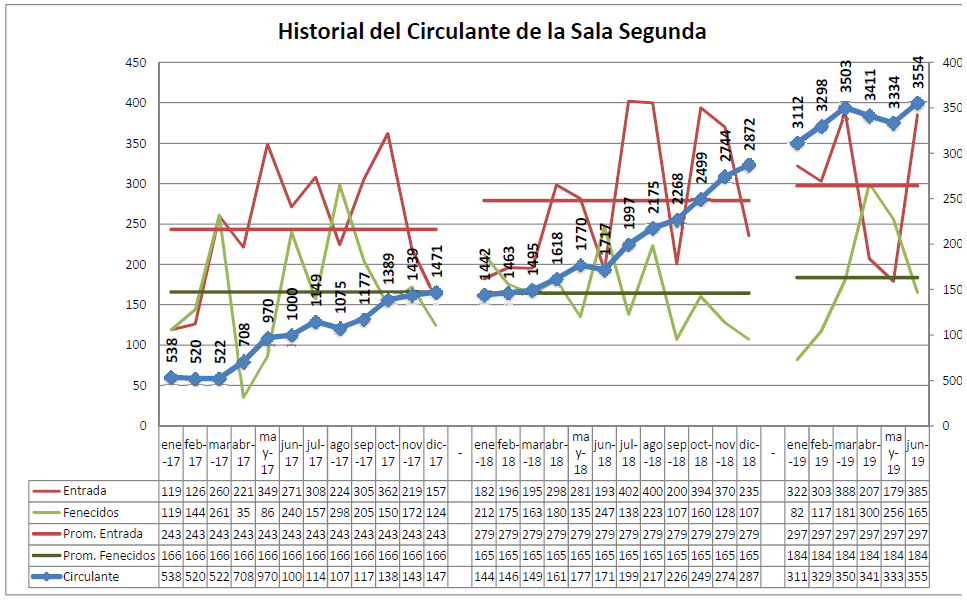 Historial del Circulante de la Sala Segunda
450 400
400 350
350 300
300 250
250 200
200 150
150 100
100 500
50 0
0
538 520 522 708 970 1000 1149 1075 1177 1389 1439 1471 1442 1463 1495 1618 1770 1717 1997 2175 2268 2499 2744 2872 3112 3298 3503 3411 3334 3554
ene-17 feb-17 mar-17 abr-17 may-17 jun-17 jul-17 ago-17 sep-17 oct-17 nov-17 dic-17 - ene-18 feb-18 mar-18 abr-18 may-18 jun-18 jul-18 ago-18 sep-18 oct-18 nov-18 dic-18 - ene-19 feb-19 mar-19 abr-19 may-19 jun-19
Entrada 119 126 260 221 349 271 308 224 305 362 219 157 182 196 195 298 281 193 402 400 200 394 370 235 322 303 388 207 179 385
Fenecidos 119 144 261 35 86 240 157 298 205 150 172 124 212 175 163 180 135 247 138 223 107 160 128 107 82 117 181 300 256 165
Prom. Entrada 243 243 243 243 243 243 243 243 243 243 243 243 279 279 279 279 279 279 279 279 279 279 279 279 297 297 297 297 297 297
Prom. Fenecidos 166 166 166 166 166 166 166 166 166 166 166 166 165 165 165 165 165 165 165 165 165 165 165 165 184 184 184 184 184 184
Circulante 538 520 522 708 970 100 114 107 117 138 143 147 144 146 149 161 177 171 199 217 226 249 274 287 311 329 350 341 333 355